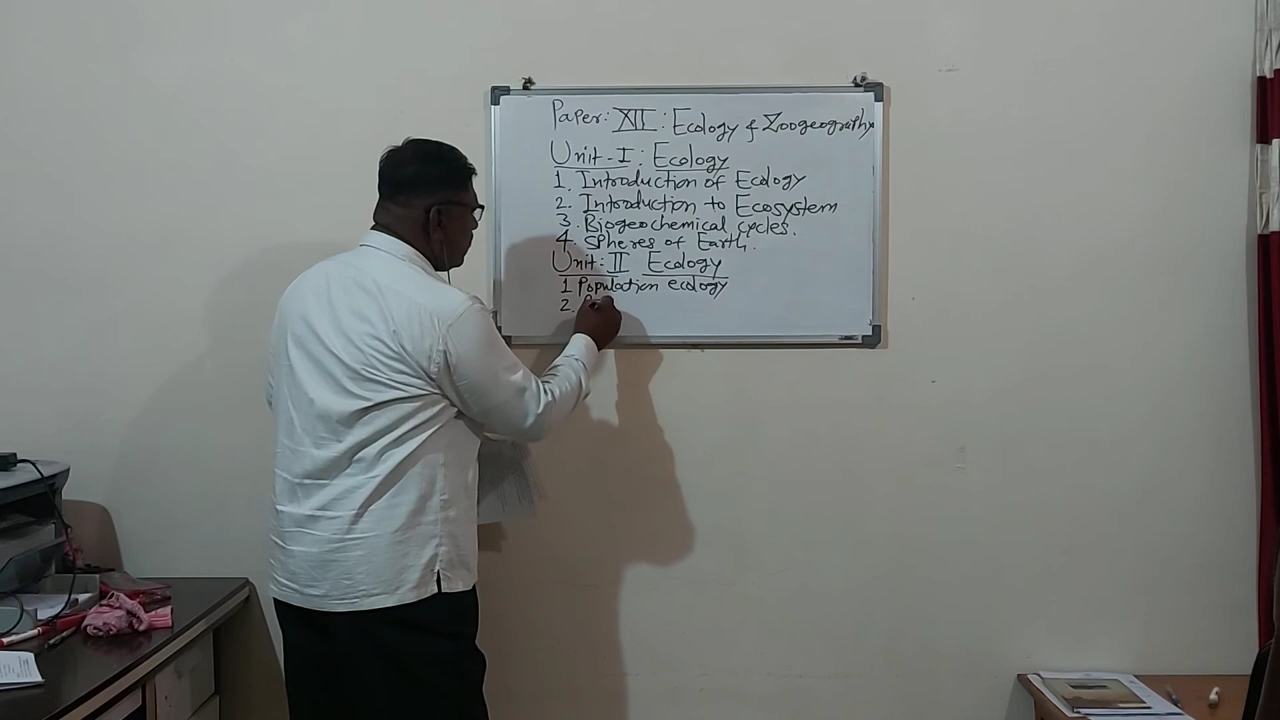 Paper: XII: Ecology & Zoogeography
Unit-I: Ecology
1. Introduction of Ecology
2. Introduction to Ecosystem
3. Biogeochemical cycles.
4. Spheres of Earth.
Unit: II Ecology
1 Population ecology
2.